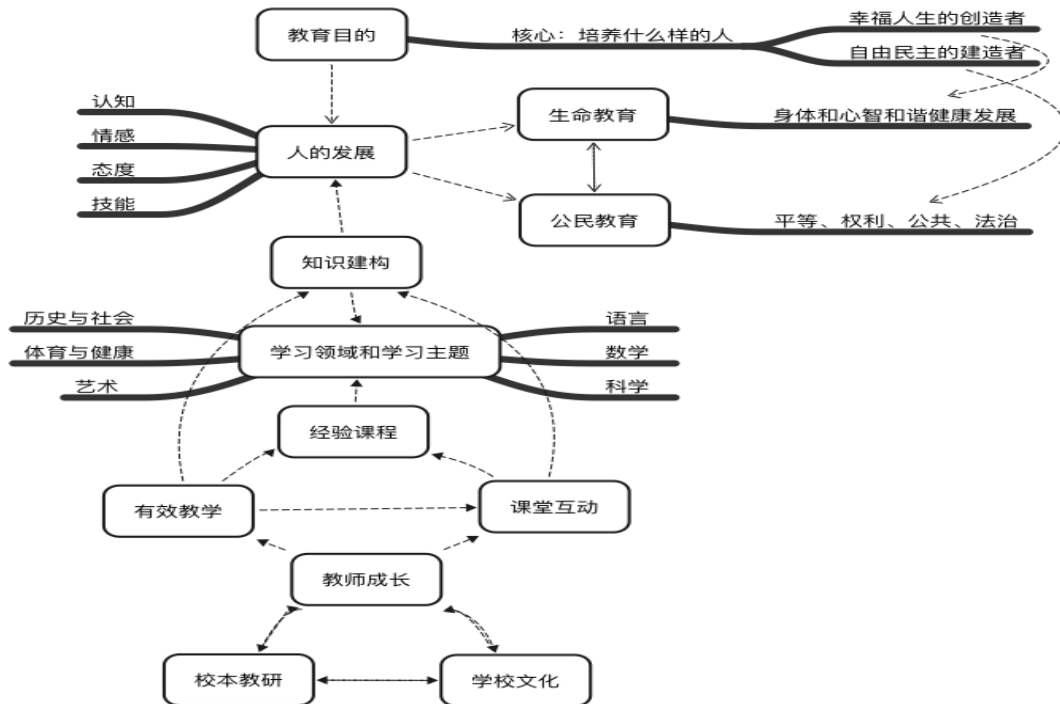 教育目的
核心：培养什么样的人
幸福人生的创造者
自由民主的建造者
认知
情感
态度
技能
人的发展
生命教育
身体和心智和谐健康发展
公民教育
平等、权利、公共、法治
知识建构
历史与社会
体育与健康
艺术
学习领域和学习主题
语言
数学
科学
经验课程
有效教学
课堂互动
教师成长
校本教研
学校文化